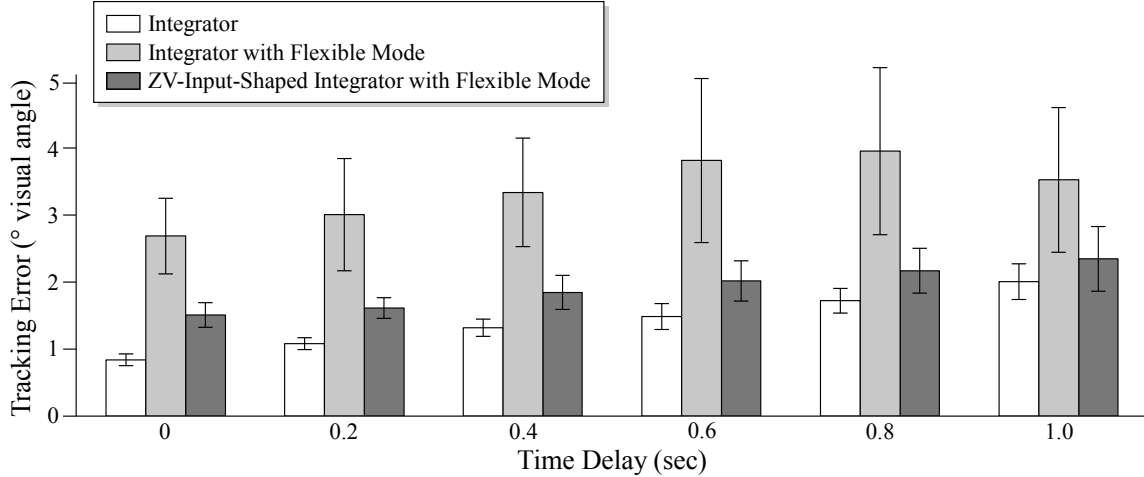 Integrator
Integrator with Flexible Mode
ZV-Input-Shaped Integrator with Flexible Mode
Tracking Error (° visual angle)
5
4
3
2
1
0
0 0.2 0.4 0.6 0.8 1.0
Time Delay (sec)